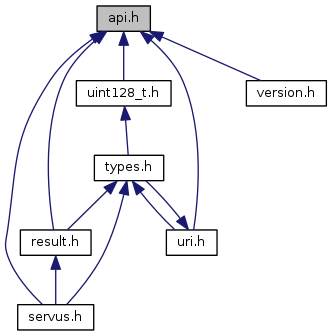 api.h
uint128_t.h
version.h
types.h
result.h
uri.h
servus.h